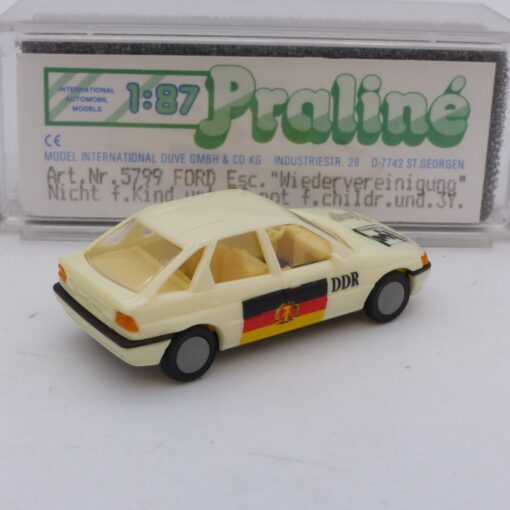 INTERNATIONAL
AUTOMOBIL
MODELS
1:87
Praliné
CE
MODEL INTERNATIONAL DUVE GMBH & CO KG · INDUSTRIESTR. 29 D-7742 ST.GEORGEN
Art.Nr.5799 FORD Esc."Wiedervereinigung"
Nicht f.Kind f.childr.und.3Y.
DDR